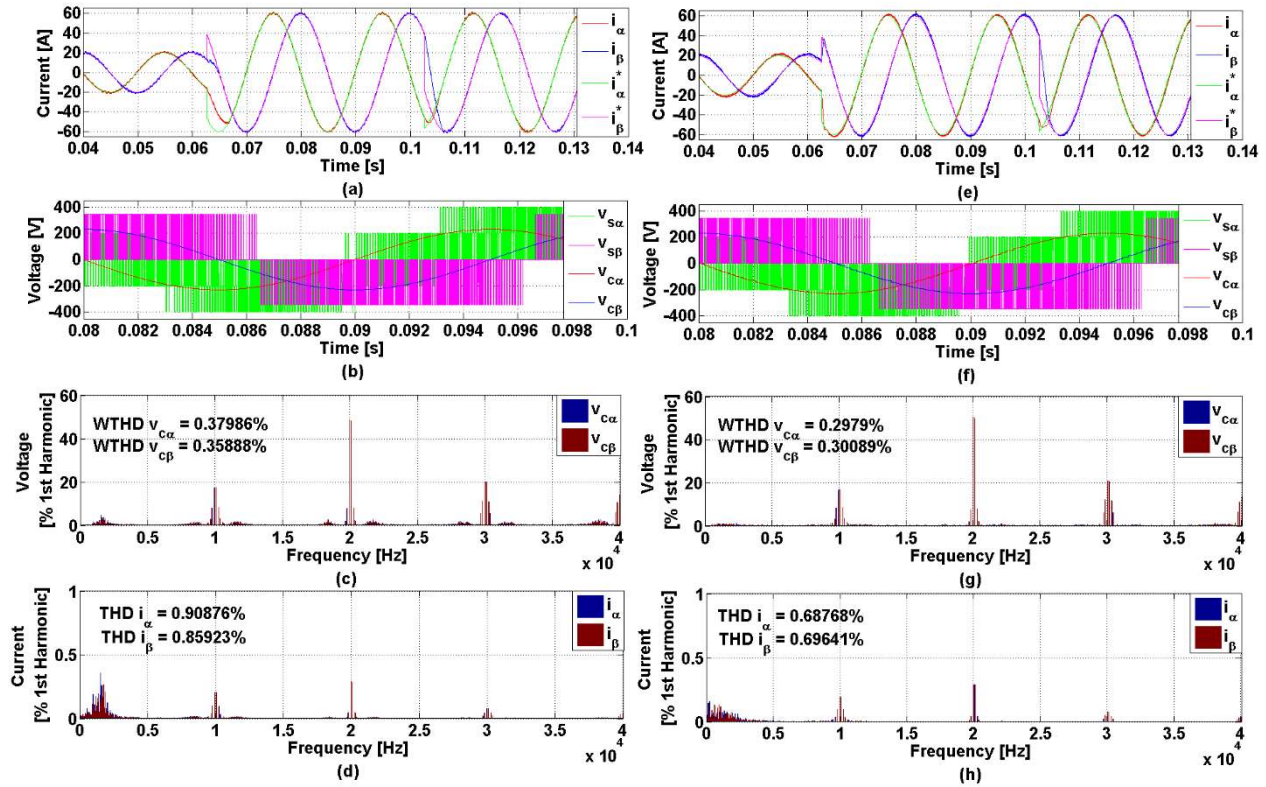 Current [A]
60
40
20
0
-20
-40
-60
0.04 0.05 0.06 0.07 0.08 0.09 0.1 0.11 0.12 0.13 0.14
Time [s]
(a)
iα
iβ
i*α
i*β
Voltage [V]
400
200
0
-200
-400
0.08 0.082 0.084 0.086 0.088 0.09 0.092 0.094 0.096 0.098 0.1
Time [s]
(b)
vSα
vSβ
vcα
vcβ
Voltage
[% 1st Harmonic]
60
40
20
0
WTHD vcα = 0.37986%
WTHD vcβ = 0.35888%
vcα
vcβ
0 0.5 1 1.5 2 2.5 3 3.5 4
Frequency [Hz]
x 10^4
(c)
Current
[% 1st Harmonic]
1
0.5
0
THD iα = 0.90876%
THD iβ = 0.85923%
iα
iβ
0 0.5 1 1.5 2 2.5 3 3.5 4
Frequency [Hz]
x 10^4
(d)
Current [A]
60
40
20
0
-20
-40
-60
0.04 0.05 0.06 0.07 0.08 0.09 0.1 0.11 0.12 0.13 0.14
Time [s]
(e)
iα
iβ
i*α
i*β
Voltage [V]
400
200
0
-200
-400
0.08 0.082 0.084 0.086 0.088 0.09 0.092 0.094 0.096 0.098 0.1
Time [s]
(f)
vSα
vSβ
vcα
vcβ
Voltage
[% 1st Harmonic]
60
40
20
0
WTHD vcα = 0.2979%
WTHD vcβ = 0.30089%
vcα
vcβ
0 0.5 1 1.5 2 2.5 3 3.5 4
Frequency [Hz]
x 10^4
(g)
Current
[% 1st Harmonic]
1
0.5
0
THD iα = 0.68768%
THD iβ = 0.69641%
iα
iβ
0 0.5 1 1.5 2 2.5 3 3.5 4
Frequency [Hz]
x 10^4
(h)